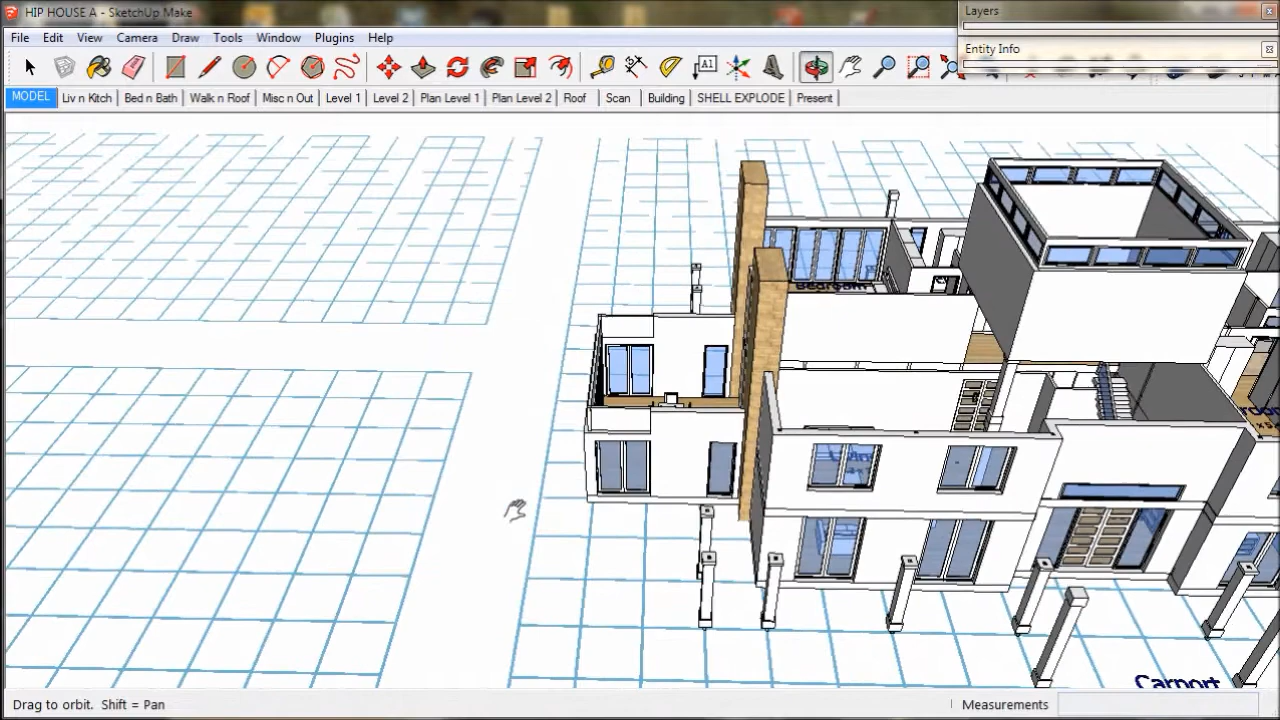 HIP HOUSE A - SketchUp Make
Layers
File Edit View Camera Draw Tools Window Plugins Help
Entity Info
A1
MODEL Liv n Kitch Bed n Bath Walk n Roof Misc n Out Level 1 Level 2 Plan Level 1 Plan Level 2 Roof Scan Building SHELL EXPLODE Present
Bedroom
Carport
Drag to orbit. Shift = Pan
Measurements